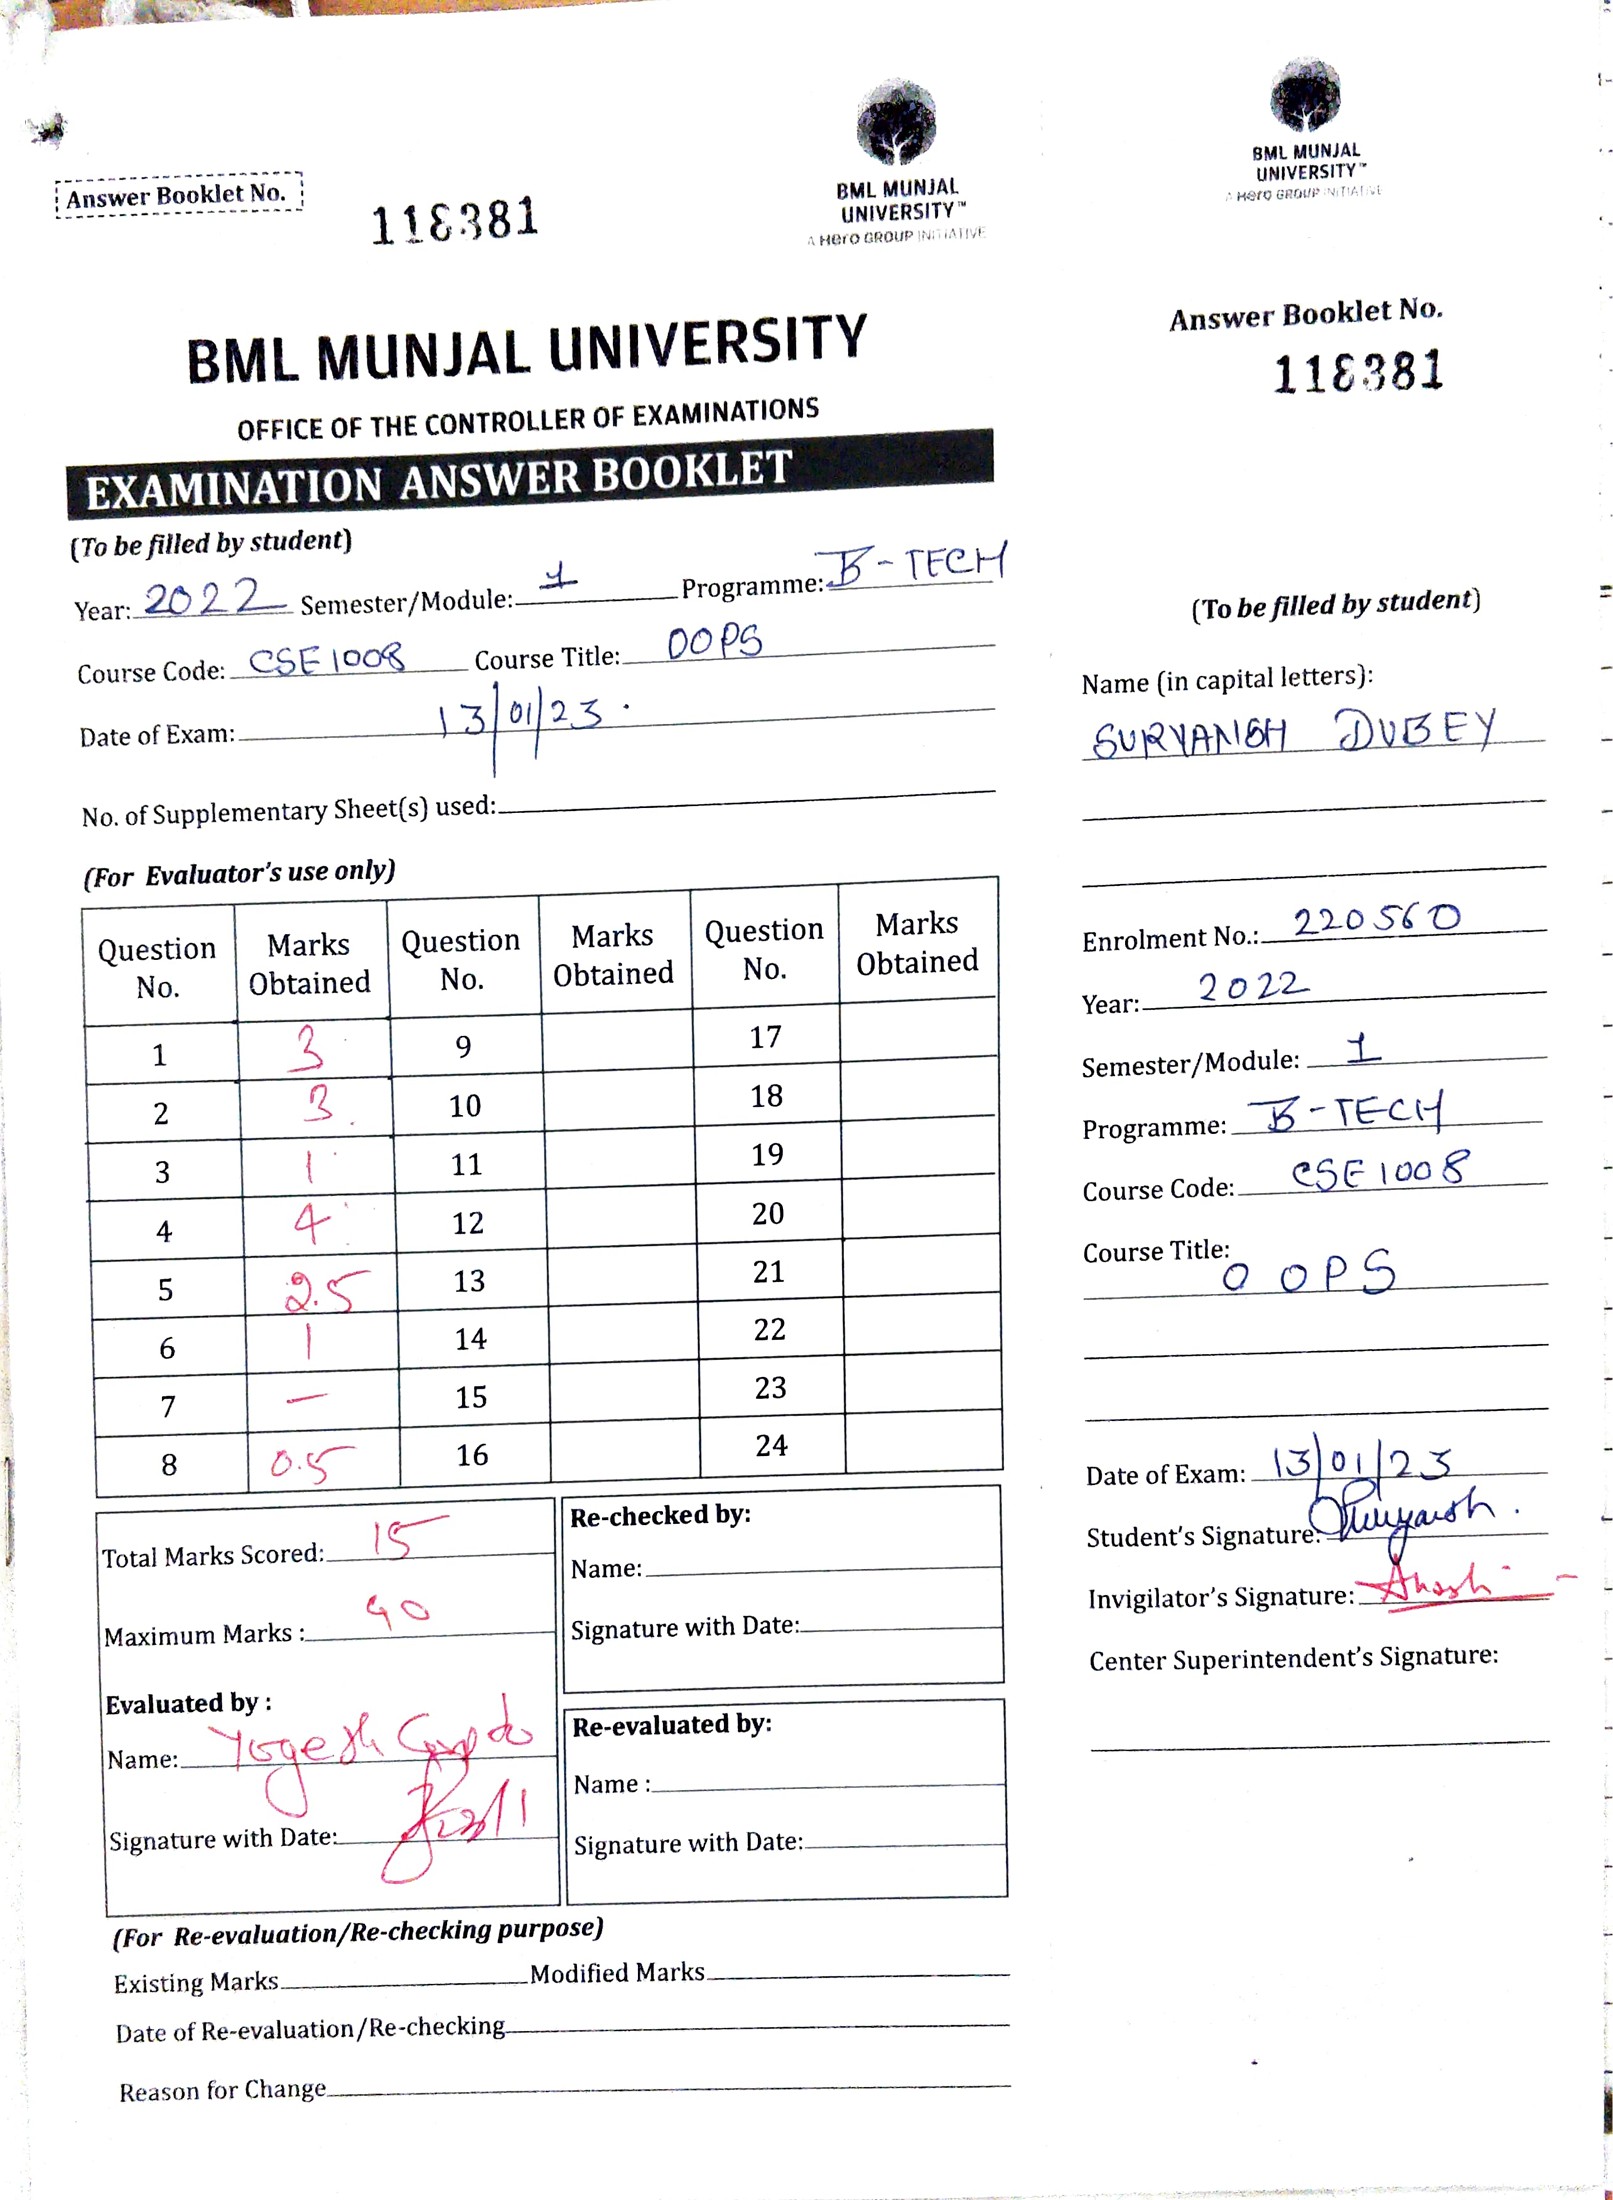 BML MUNJAL
UNIVERSITY™
A Hero GROUP INITIATIVE
Answer Booklet No.
118381
BML MUNJAL UNIVERSITY
OFFICE OF THE CONTROLLER OF EXAMINATIONS
EXAMINATION ANSWER BOOKLET
(To be filled by student)
Year: 2022 Semester/Module: 1 Programme: B-TECH
Course Code: CSE1008 Course Title: OOPS
Date of Exam: 13/01/23.
No. of Supplementary Sheet(s) used:
(For Evaluator's use only)
Question No. Marks Obtained Question No. Marks Obtained Question No. Marks Obtained
1 3 9 17
2 3 10 18
3 1 11 19
4 4 12 20
5 2.5 13 21
6 1 14 22
7 — 15 23
8 0.5 16 24
Total Marks Scored: 15
Maximum Marks : 40
Evaluated by :
Name: Yogesh Gupta
Signature with Date:
Re-checked by:
Name:
Signature with Date:
Re-evaluated by:
Name :
Signature with Date:
(For Re-evaluation/Re-checking purpose)
Existing Marks Modified Marks
Date of Re-evaluation/Re-checking
Reason for Change
BML MUNJAL
UNIVERSITY™
A Hero GROUP INITIATIVE
Answer Booklet No.
118381
(To be filled by student)
Name (in capital letters):
SURYANSH DUBEY
Enrolment No.: 220560
Year: 2022
Semester/Module: 1
Programme: B-TECH
Course Code: CSE1008
Course Title:
OOPS
Date of Exam: 13/01/23
Student's Signature:
Invigilator's Signature:
Center Superintendent's Signature: